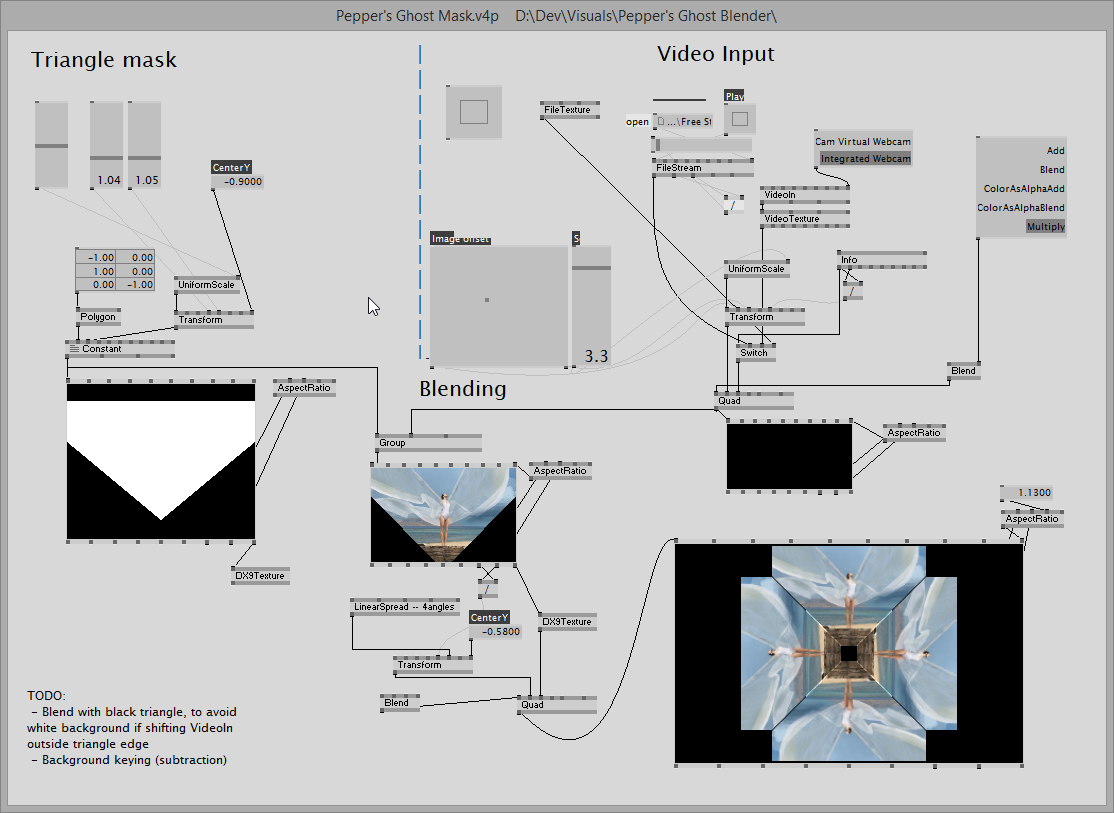 Pepper's Ghost Mask.v4p D:\Dev\Visuals\Pepper's Ghost Blender\
Triangle mask
1.04
1.05
CenterY
-0.9000
-1.00 0.00
1.00 0.00
0.00 -1.00
UniformScale
Polygon
Transform
Constant
AspectRatio
DX9Texture
Video Input
FileTexture
open
...\Free St
Play
FileStream
/
Cam Virtual Webcam
Integrated Webcam
VideoIn
VideoTexture
Add
Blend
ColorAsAlphaAdd
ColorAsAlphaBlend
Multiply
Image offset
S
3.3
UniformScale
Info
/
Transform
Switch
Blend
Quad
AspectRatio
Blending
Group
AspectRatio
/
LinearSpread -- 4angles
CenterY
-0.5800
DX9Texture
Transform
Blend
Quad
1.1300
AspectRatio
TODO:
- Blend with black triangle, to avoid
white background if shifting VideoIn
outside triangle edge
- Background keying (subtraction)